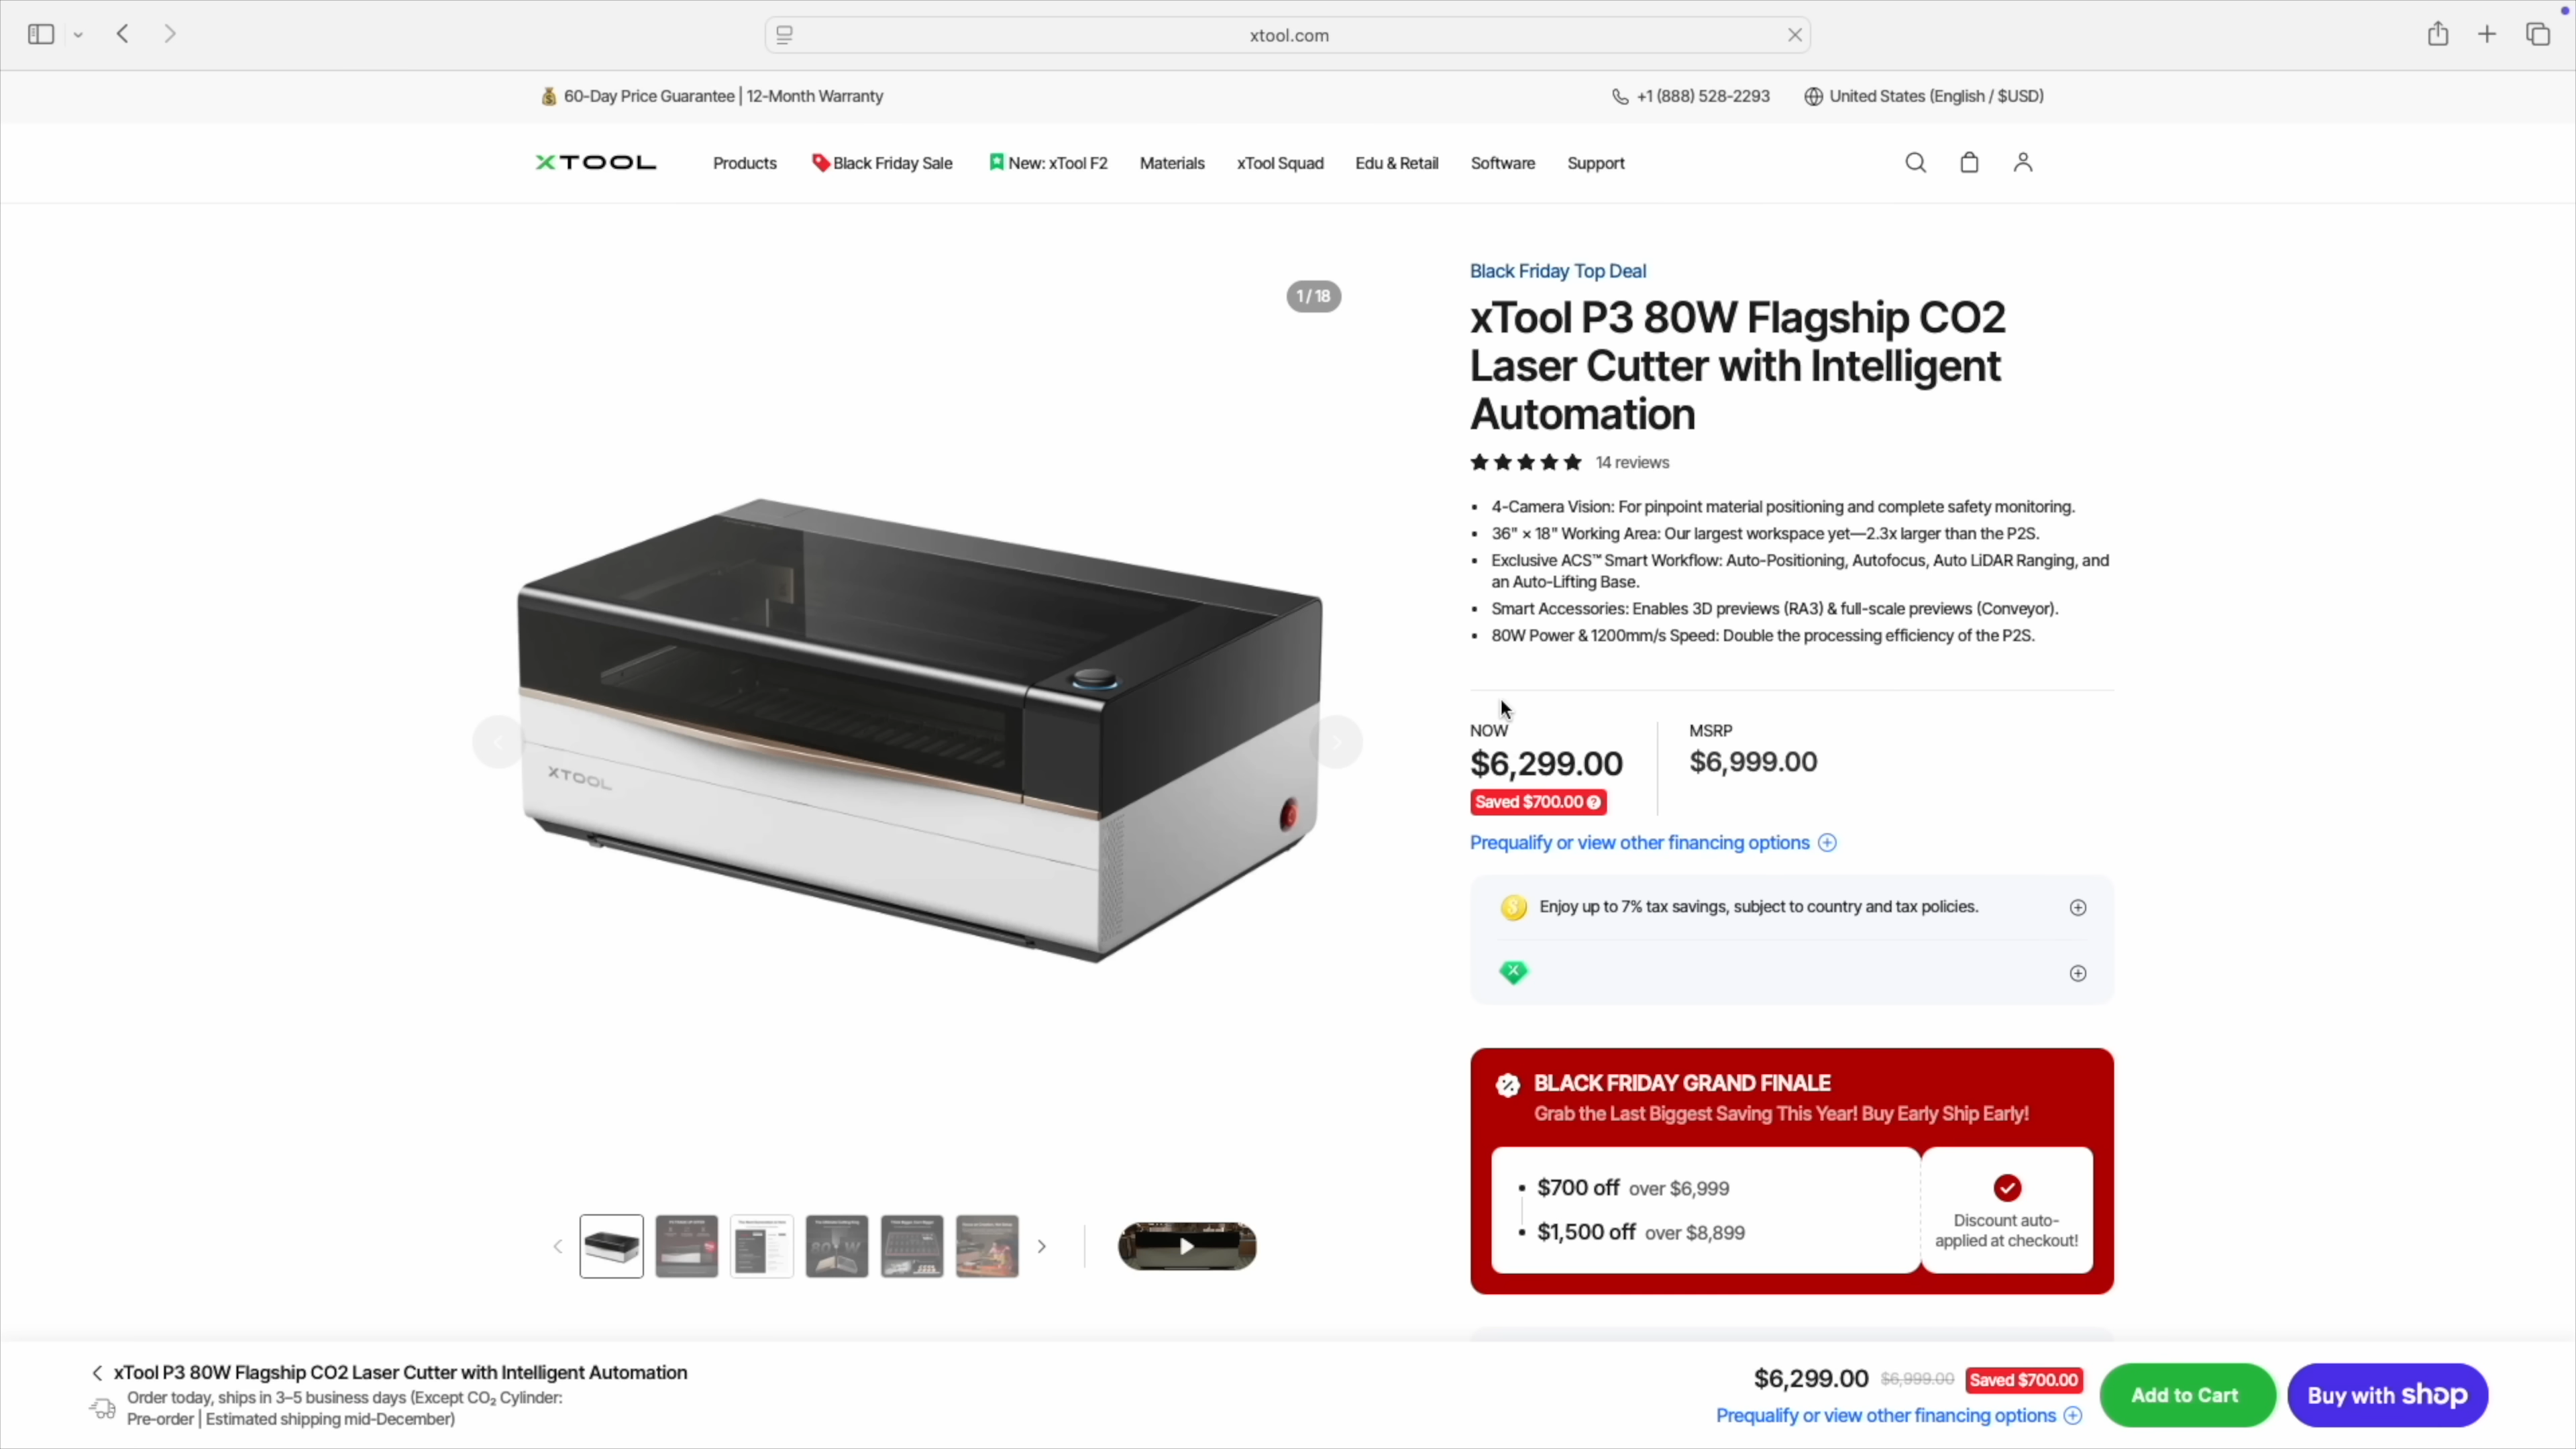 xtool.com
60-Day Price Guarantee | 12-Month Warranty
+1 (888) 528-2293
United States (English / $USD)
XTOOL
Products
Black Friday Sale
New: xTool F2
Materials
xTool Squad
Edu & Retail
Software
Support
1 / 18
XTOOL
Black Friday Top Deal
xTool P3 80W Flagship CO2
Laser Cutter with Intelligent
Automation
14 reviews
• 4-Camera Vision: For pinpoint material positioning and complete safety monitoring.
• 36" × 18" Working Area: Our largest workspace yet—2.3x larger than the P2S.
• Exclusive ACS™ Smart Workflow: Auto-Positioning, Autofocus, Auto LiDAR Ranging, and
an Auto-Lifting Base.
• Smart Accessories: Enables 3D previews (RA3) & full-scale previews (Conveyor).
• 80W Power & 1200mm/s Speed: Double the processing efficiency of the P2S.
NOW
$6,299.00
Saved $700.00 ?
MSRP
$6,999.00
Prequalify or view other financing options
Enjoy up to 7% tax savings, subject to country and tax policies.
BLACK FRIDAY GRAND FINALE
Grab the Last Biggest Saving This Year! Buy Early Ship Early!
• $700 off over $6,999
• $1,500 off over $8,899
Discount auto-
applied at checkout!
80 W
xTool P3 80W Flagship CO2 Laser Cutter with Intelligent Automation
Order today, ships in 3–5 business days (Except CO₂ Cylinder:
Pre-order | Estimated shipping mid-December)
$6,299.00 $6,999.00 Saved $700.00
Prequalify or view other financing options
Add to Cart
Buy with shop